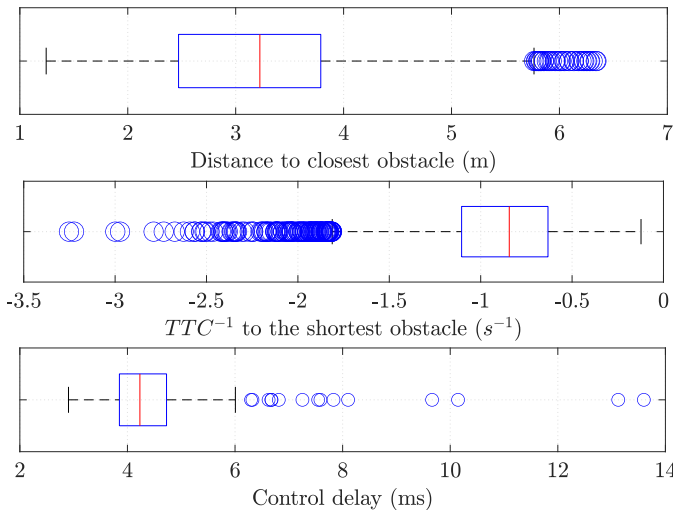 1 2 3 4 5 6 7
Distance to closest obstacle (m)
-3.5 -3 -2.5 -2 -1.5 -1 -0.5 0
TTC⁻¹ to the shortest obstacle (s⁻¹)
2 4 6 8 10 12 14
Control delay (ms)